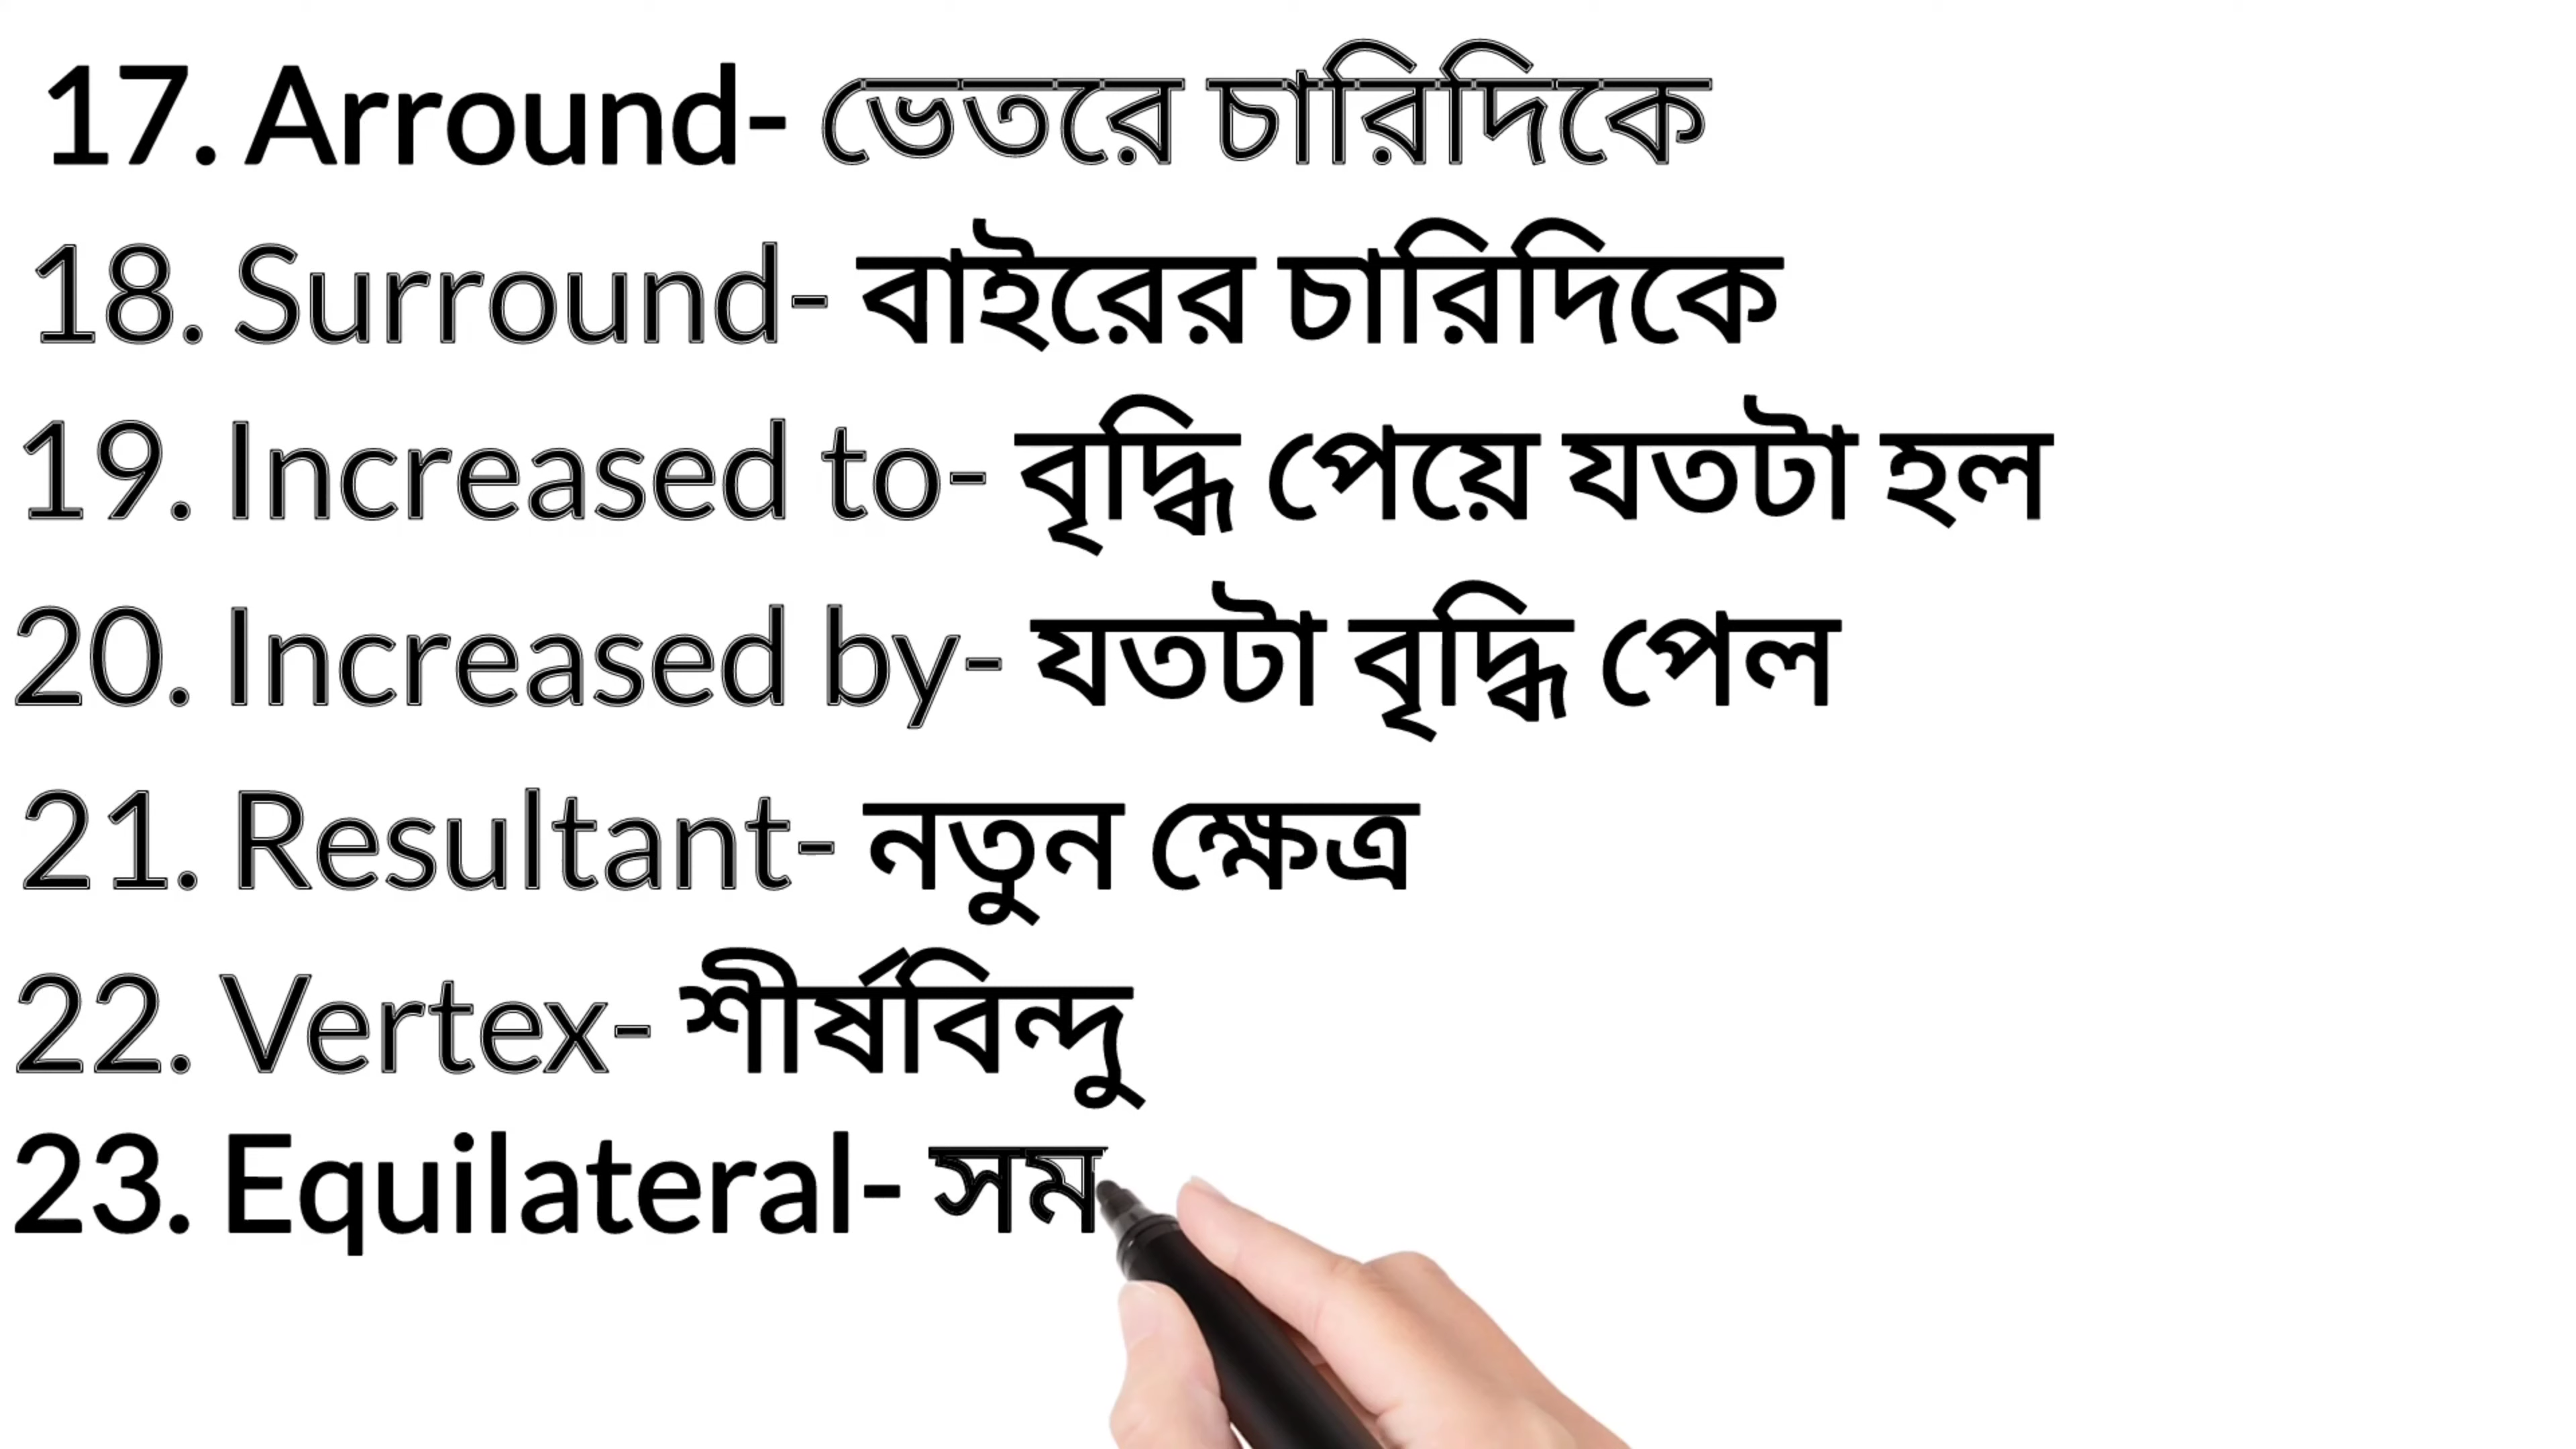 17. Arround- ভেতরে চারিদিকে
18. Surround- বাইরের চারিদিকে
19. Increased to- বৃদ্ধি পেয়ে যতটা হল
20. Increased by- যতটা বৃদ্ধি পেল
21. Resultant- নতুন ক্ষেত্র
22. Vertex- শীর্ষবিন্দু
23. Equilateral- সম